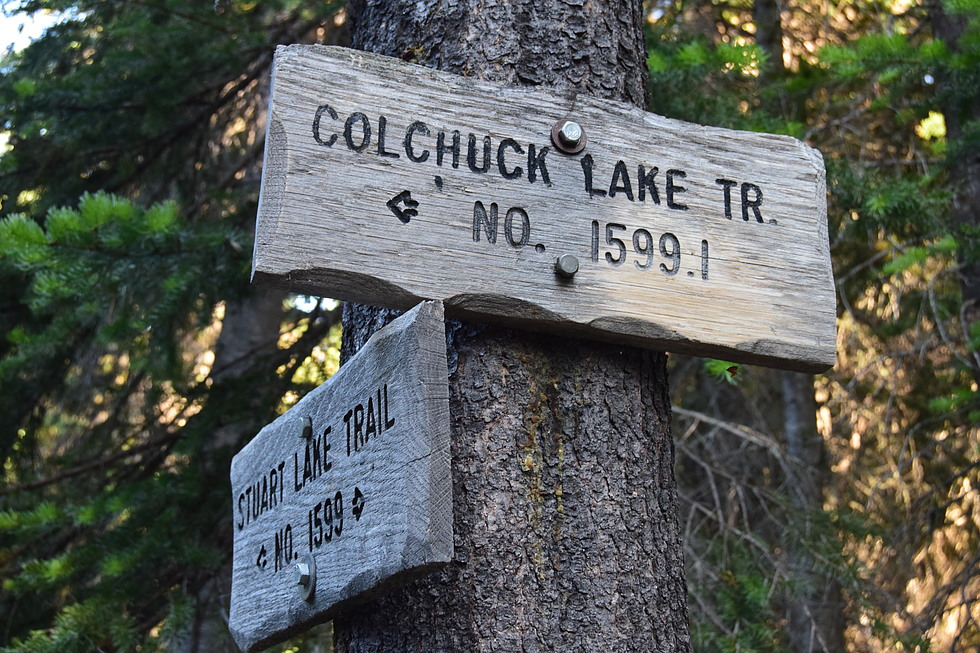 COLCHUCK LAKE TR.
NO. 1599.1
STUART LAKE TRAIL
NO. 1599